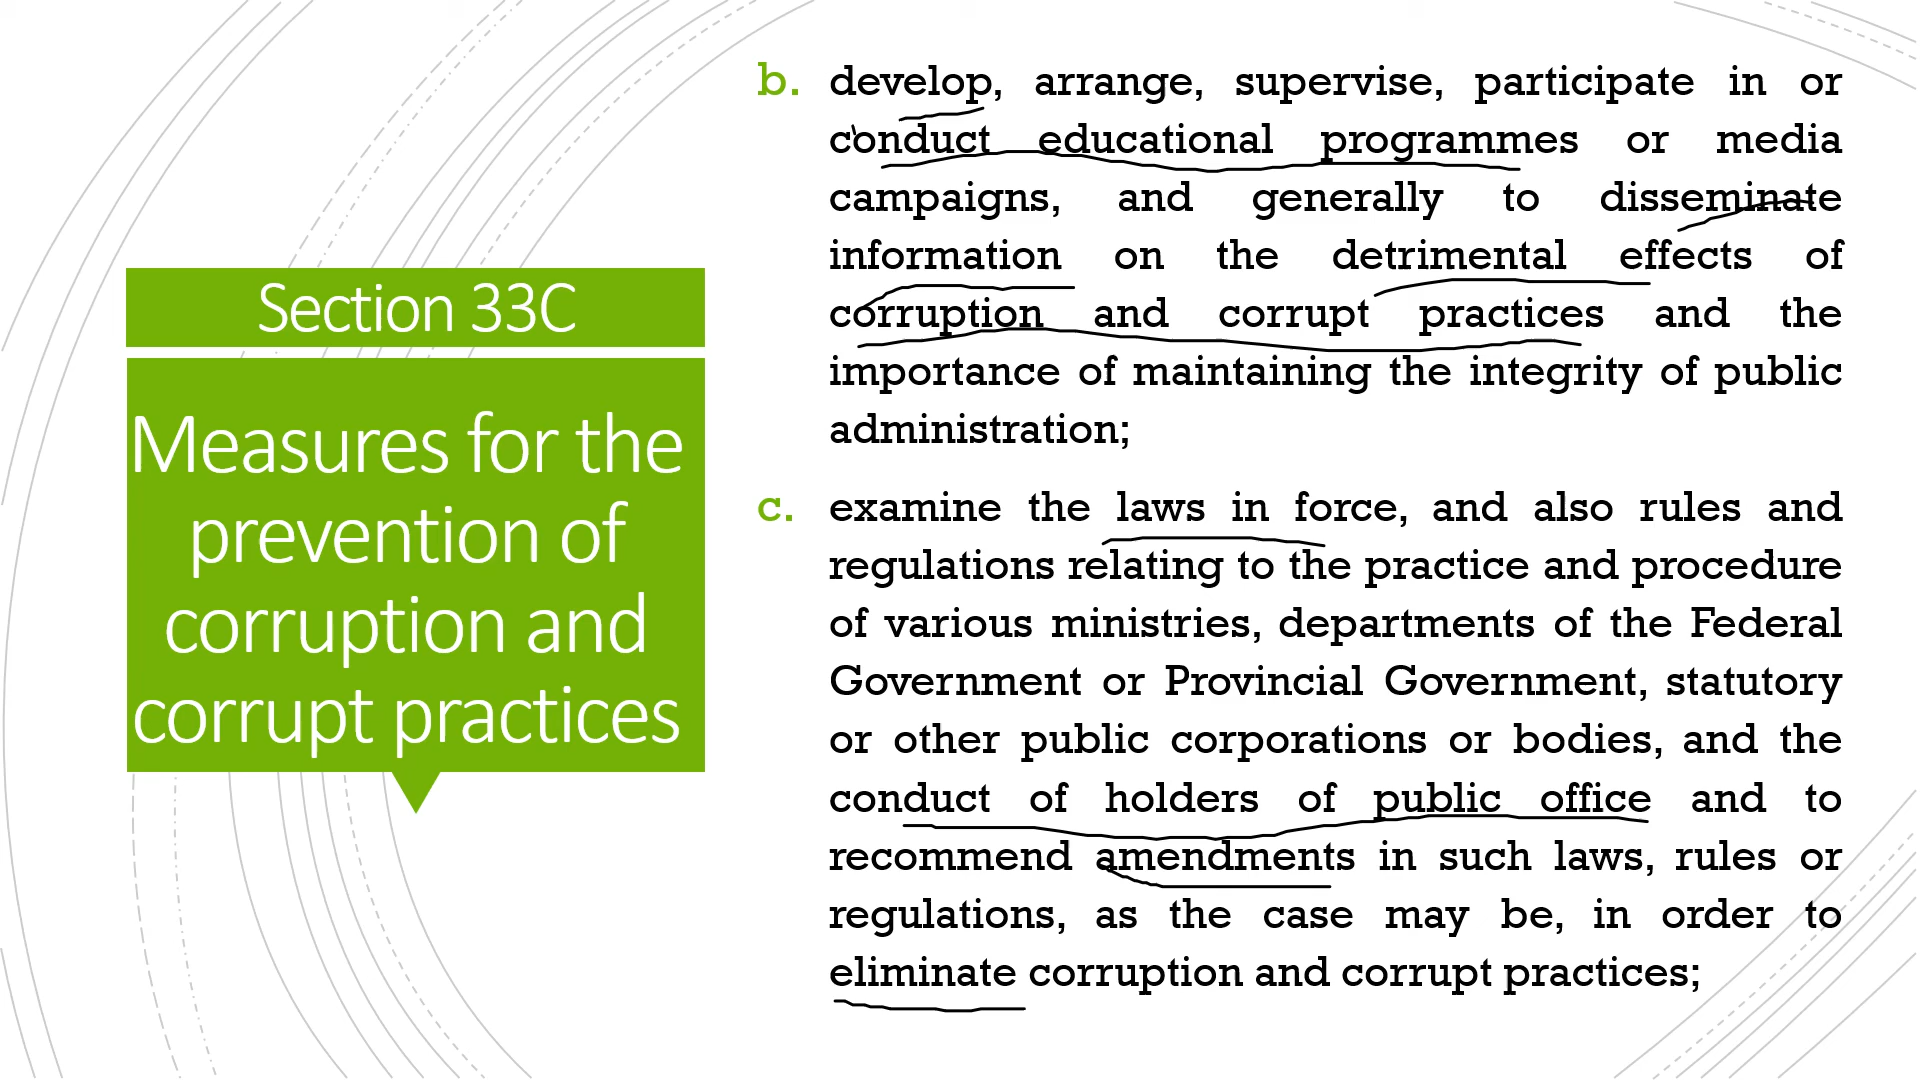 Section 33C
Measures for the
prevention of
corruption and
corrupt practices
b. develop, arrange, supervise, participate in or
conduct educational programmes or media
campaigns, and generally to disseminate
information on the detrimental effects of
corruption and corrupt practices and the
importance of maintaining the integrity of public
administration;
c. examine the laws in force, and also rules and
regulations relating to the practice and procedure
of various ministries, departments of the Federal
Government or Provincial Government, statutory
or other public corporations or bodies, and the
conduct of holders of public office and to
recommend amendments in such laws, rules or
regulations, as the case may be, in order to
eliminate corruption and corrupt practices;